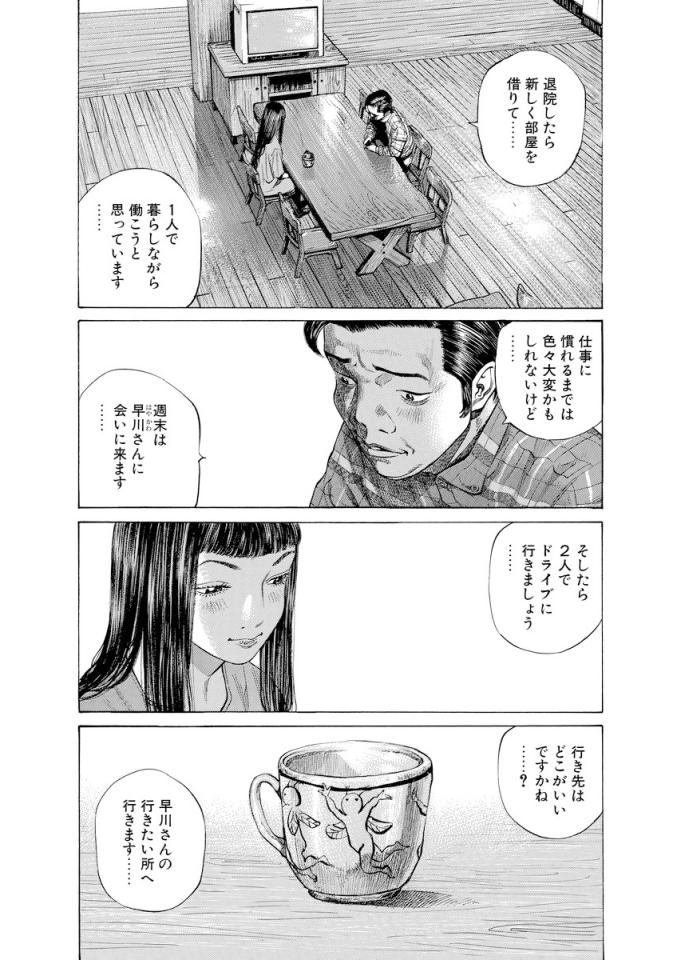 退院したら
新しく部屋を
借りて……
1人で
暮らしながら
働こうと
思っています
……
仕事に
慣れるまでは
色々大変かも
しれないけど
……
週末は
早川さんに
はやかわ
会いに来ます
……
そしたら
2人で
ドライブに
行きましょう
……
行き先は
どこがいい
ですかね
……?
早川さんの
行きたい所へ
行きます……